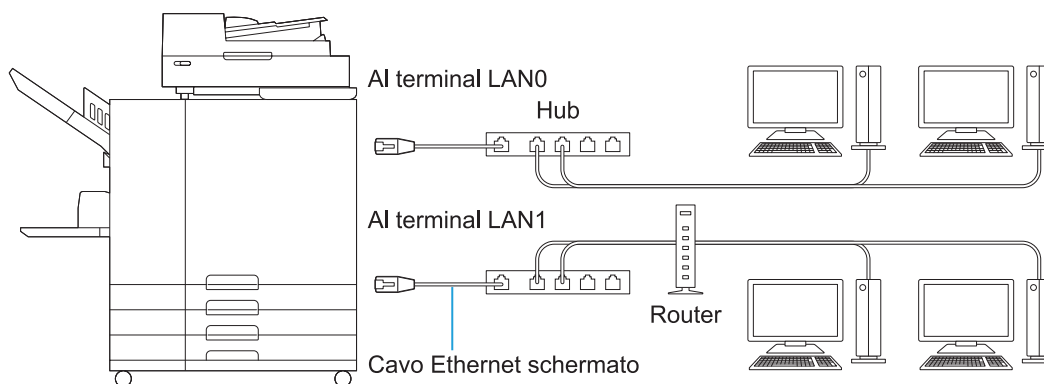 Al terminal LAN0
Hub
Al terminal LAN1
Router
Cavo Ethernet schermato